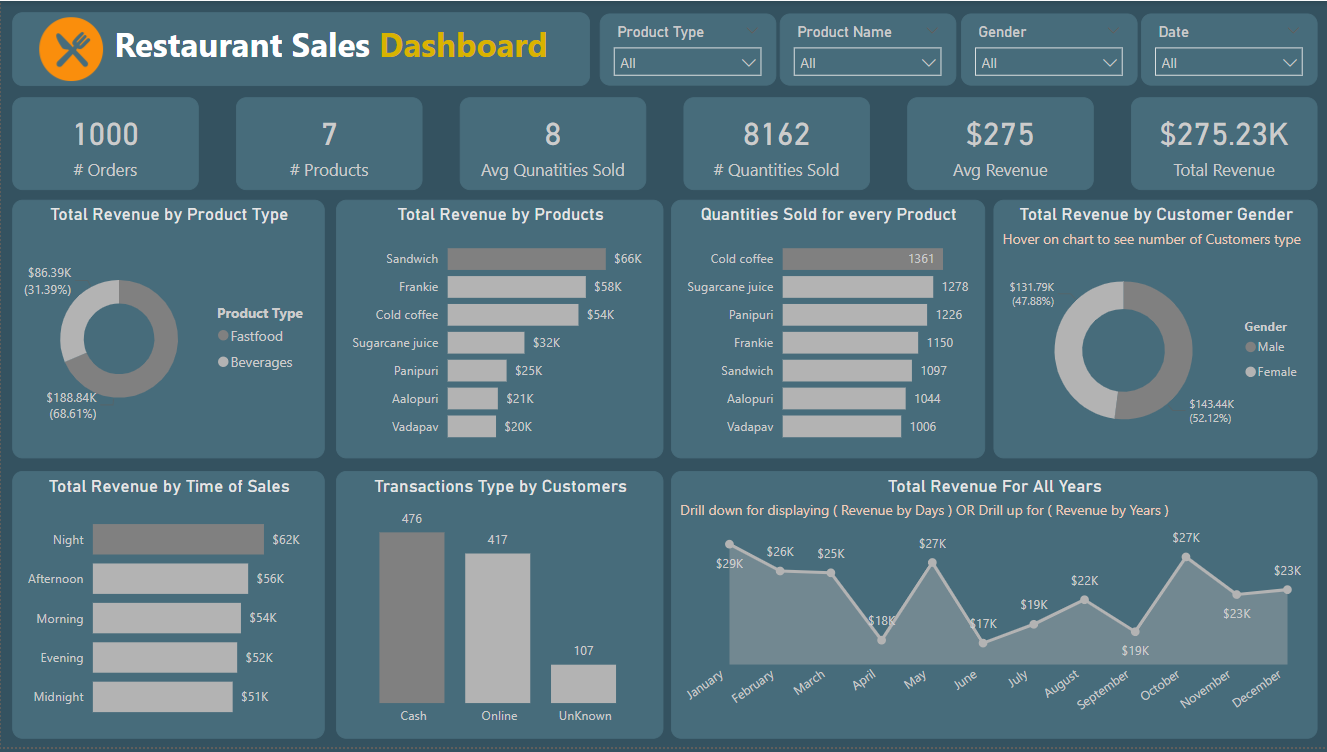 Restaurant Sales Dashboard
Product Type
All
Product Name
All
Gender
All
Date
All
1000
# Orders
7
# Products
8
Avg Qunatities Sold
8162
# Quantities Sold
$275
Avg Revenue
$275.23K
Total Revenue
Total Revenue by Product Type
$86.39K
(31.39%)
$188.84K
(68.61%)
Product Type
Fastfood
Beverages
Total Revenue by Products
Sandwich $66K
Frankie $58K
Cold coffee $54K
Sugarcane juice $32K
Panipuri $25K
Aalopuri $21K
Vadapav $20K
Quantities Sold for every Product
Cold coffee 1361
Sugarcane juice 1278
Panipuri 1226
Frankie 1150
Sandwich 1097
Aalopuri 1044
Vadapav 1006
Total Revenue by Customer Gender
Hover on chart to see number of Customers type
$131.79K
(47.88%)
$143.44K
(52.12%)
Gender
Male
Female
Total Revenue by Time of Sales
Night $62K
Afternoon $56K
Morning $54K
Evening $52K
Midnight $51K
Transactions Type by Customers
476
417
107
Cash
Online
UnKnown
Total Revenue For All Years
Drill down for displaying ( Revenue by Days ) OR Drill up for ( Revenue by Years )
$29K
$26K
$25K
$18K
$27K
$17K
$19K
$22K
$19K
$27K
$23K
$23K
January
February
March
April
May
June
July
August
September
October
November
December